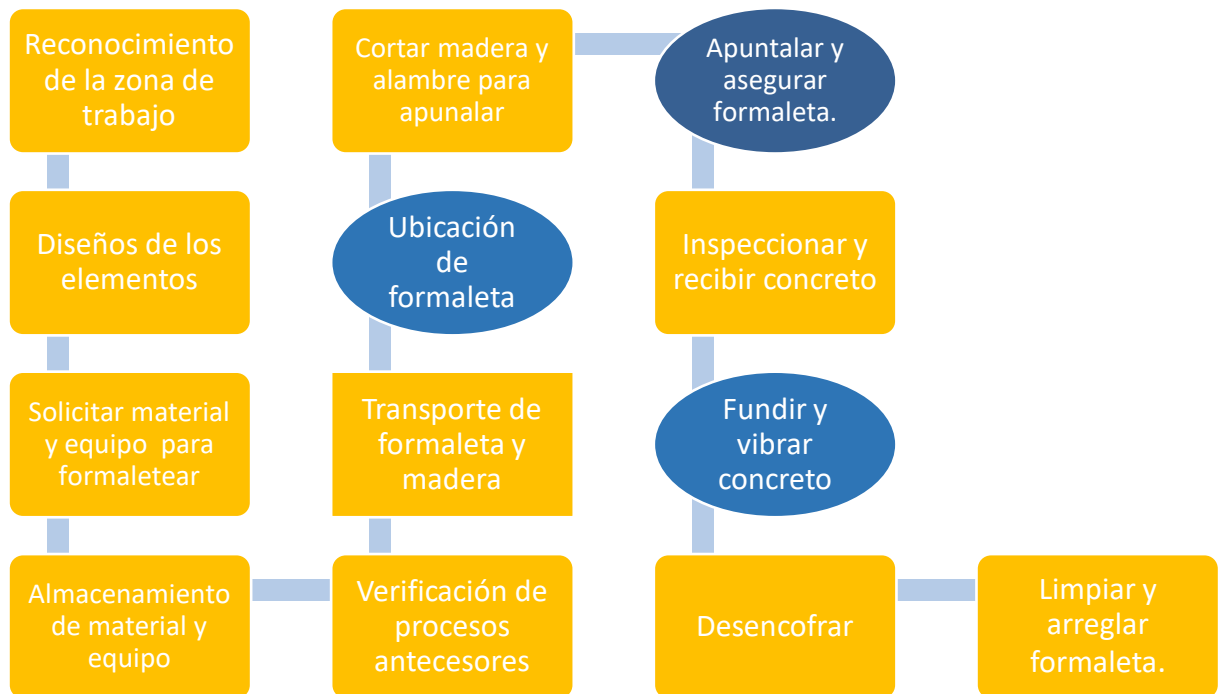 Reconocimiento
de la zona de
trabajo
Diseños de los
elementos
Solicitar material
y equipo para
formaletear
Almacenamiento
de material y
equipo
Verificación de
procesos
antecesores
Transporte de
formaleta y
madera
Ubicación
de
formaleta
Cortar madera y
alambre para
apunalar
Apuntalar y
asegurar
formaleta.
Inspeccionar y
recibir concreto
Fundir y
vibrar
concreto
Desencofrar
Limpiar y
arreglar
formaleta.